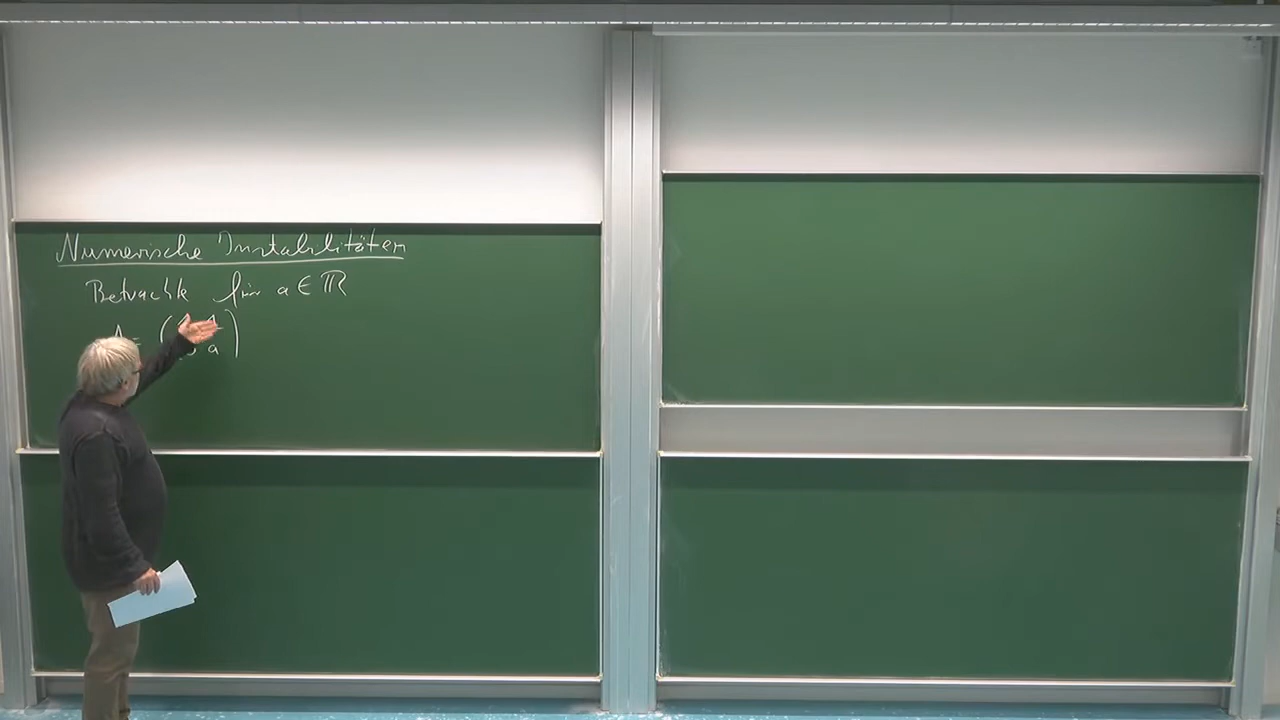 Numerische Instabilitäten
Betrachte für a ∈ ℝ
A =
a